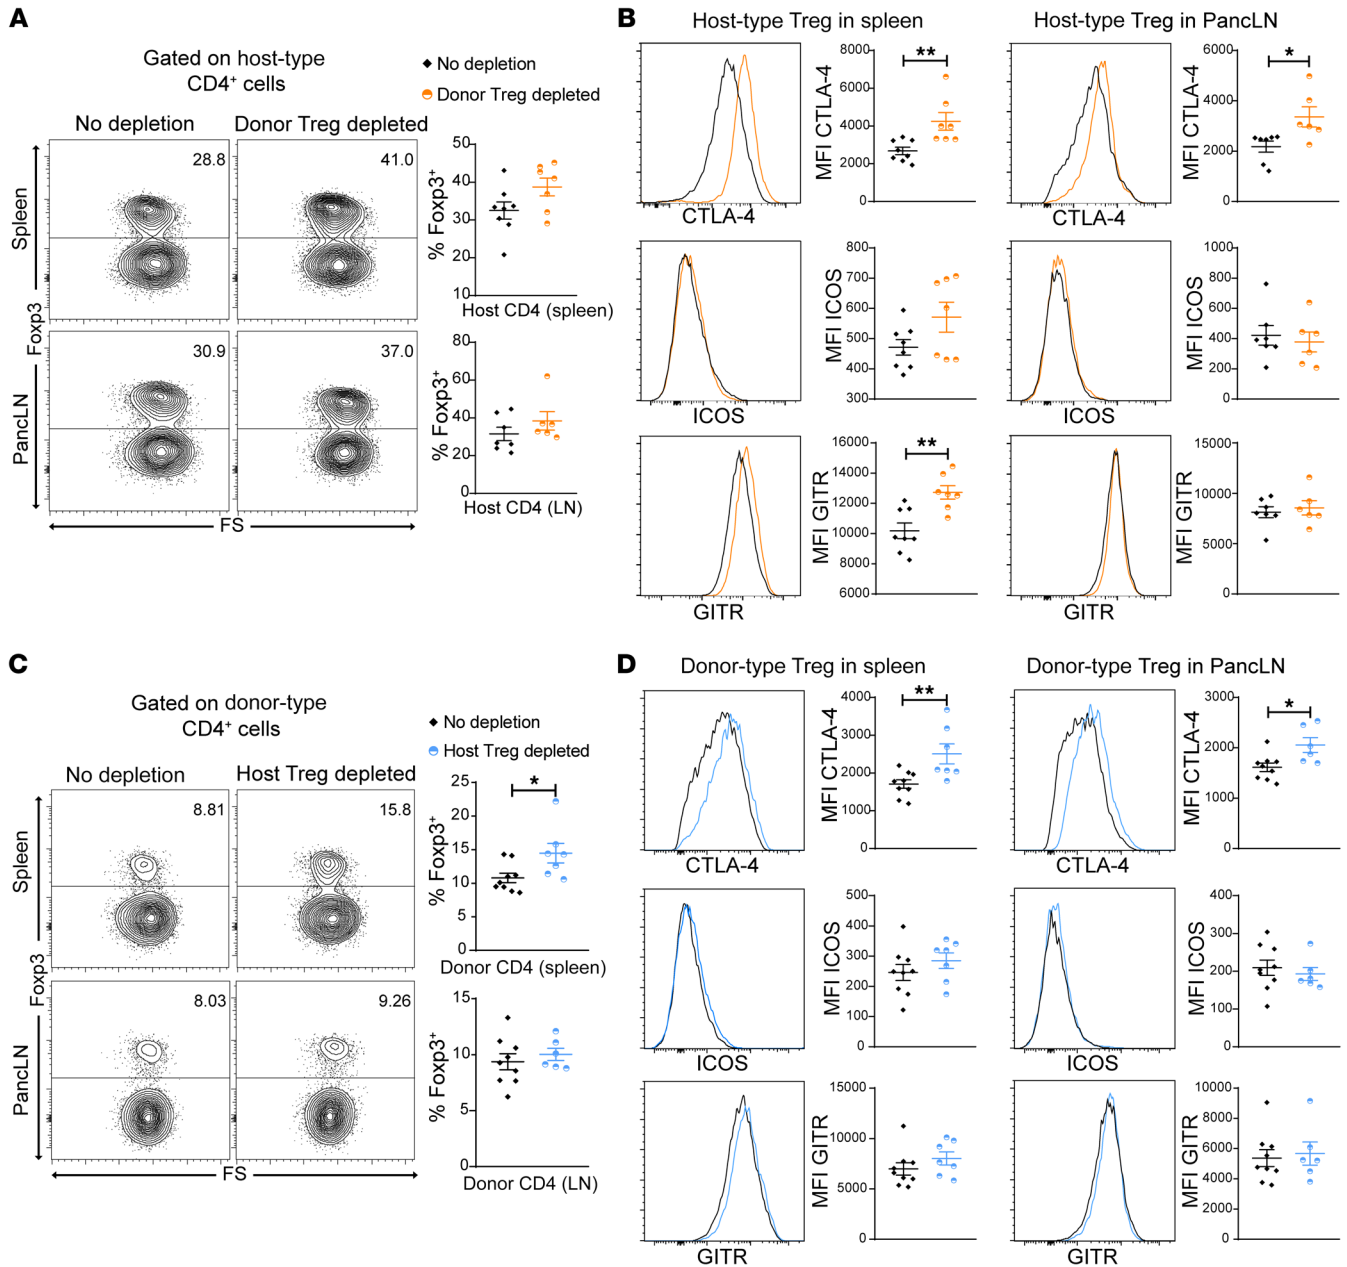 A
Gated on host-type
CD4⁺ cells
No depletion
Donor Treg depleted
No depletion
Donor Treg depleted
28.8
41.0
Spleen
30.9
37.0
PancLN
Foxp3
FS
50
40
30
20
10
% Foxp3⁺
Host CD4 (spleen)
80
60
40
20
0
% Foxp3⁺
Host CD4 (LN)
B
Host-type Treg in spleen
Host-type Treg in PancLN
CTLA-4
8000
6000
4000
2000
0
MFI CTLA-4
**
CTLA-4
6000
4000
2000
0
MFI CTLA-4
*
ICOS
800
700
600
500
400
300
MFI ICOS
ICOS
1000
800
600
400
200
0
MFI ICOS
GITR
16000
14000
12000
10000
8000
6000
MFI GITR
**
GITR
15000
10000
5000
0
MFI GITR
C
Gated on donor-type
CD4⁺ cells
No depletion
Host Treg depleted
No depletion
Host Treg depleted
8.81
15.8
Spleen
8.03
9.26
PancLN
Foxp3
FS
25
20
15
10
5
0
% Foxp3⁺
*
Donor CD4 (spleen)
15
10
5
0
% Foxp3⁺
Donor CD4 (LN)
D
Donor-type Treg in spleen
Donor-type Treg in PancLN
CTLA-4
4000
3000
2000
1000
0
MFI CTLA-4
**
CTLA-4
3000
2000
1000
0
MFI CTLA-4
*
ICOS
500
400
300
200
100
0
MFI ICOS
ICOS
400
300
200
100
0
MFI ICOS
GITR
15000
10000
5000
0
MFI GITR
GITR
10000
8000
6000
4000
2000
0
MFI GITR